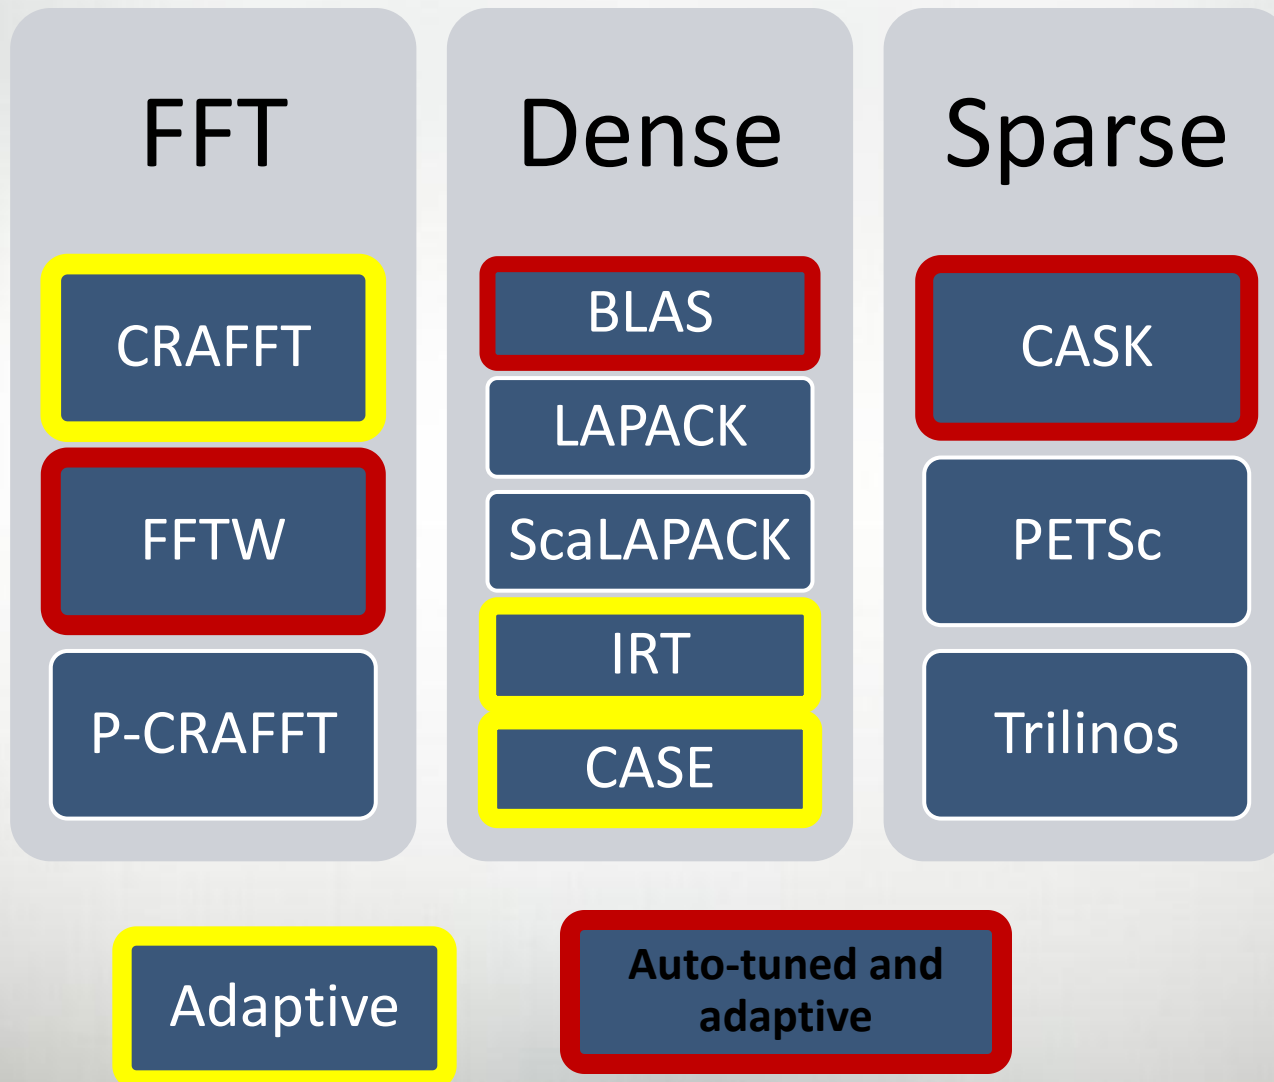 FFT
CRAFFT
FFTW
P-CRAFFT
Dense
BLAS
LAPACK
ScaLAPACK
IRT
CASE
Sparse
CASK
PETSc
Trilinos
Adaptive
Auto-tuned and
adaptive